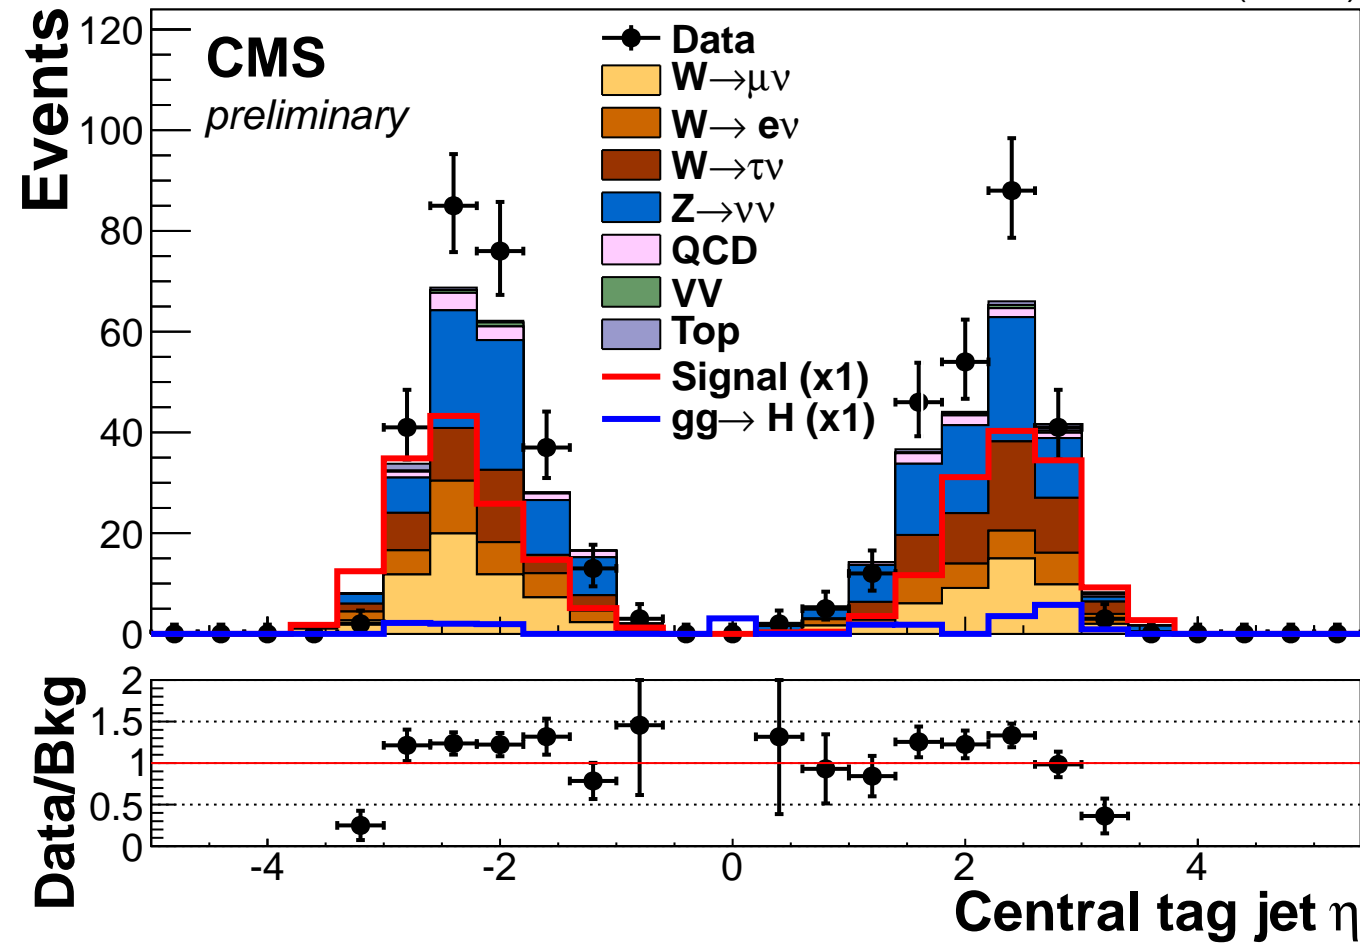 Events
120
100
80
60
40
20
0
CMS
preliminary
Data
W→μν
W→ eν
W→τν
Z→νν
QCD
VV
Top
Signal (x1)
gg→ H (x1)
Data/Bkg
2
1.5
1
0.5
0
-4 -2 0 2 4
Central tag jet η